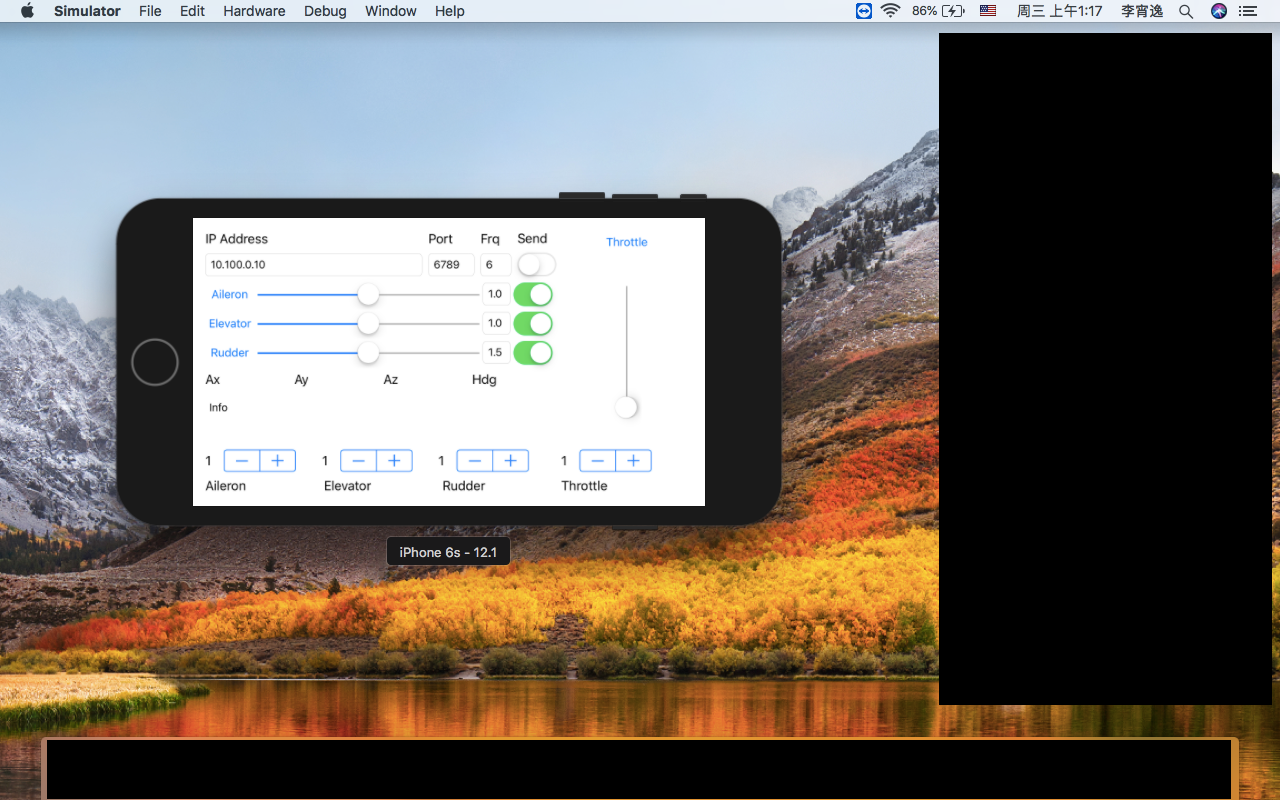 Simulator File Edit Hardware Debug Window Help 86% 周三 上午1:17 李宵逸
IP Address Port Frq Send Throttle
10.100.0.10 6789 6
Aileron 1.0
Elevator 1.0
Rudder 1.5
Ax Ay Az Hdg
Info
1 − + 1 − + 1 − + 1 − +
Aileron Elevator Rudder Throttle
iPhone 6s - 12.1